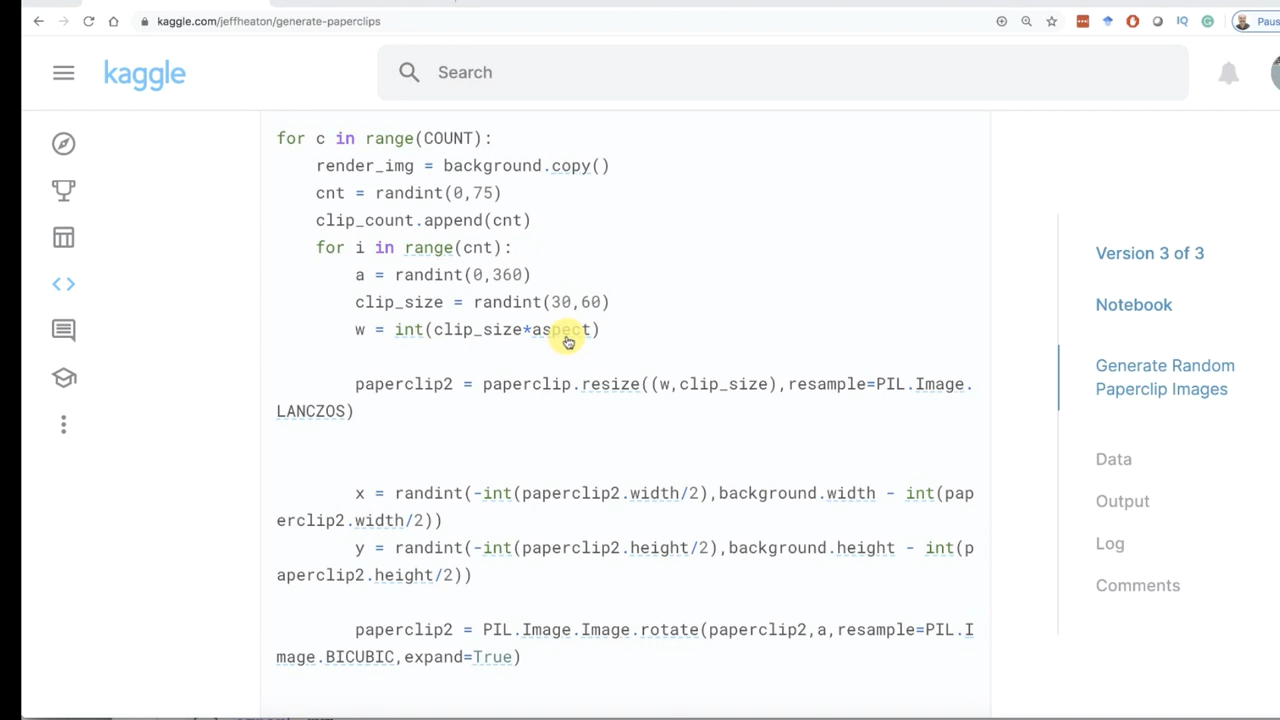 kaggle.com/jeffheaton/generate-paperclips
IQ
Paus
kaggle
Search
for c in range(COUNT):
render_img = background.copy()
cnt = randint(0,75)
clip_count.append(cnt)
for i in range(cnt):
a = randint(0,360)
clip_size = randint(30,60)
w = int(clip_size*aspect)
paperclip2 = paperclip.resize((w,clip_size),resample=PIL.Image.
LANCZOS)
x = randint(-int(paperclip2.width/2),background.width - int(pap
erclip2.width/2))
y = randint(-int(paperclip2.height/2),background.height - int(p
aperclip2.height/2))
paperclip2 = PIL.Image.Image.rotate(paperclip2,a,resample=PIL.I
mage.BICUBIC,expand=True)
Version 3 of 3
Notebook
Generate Random
Paperclip Images
Data
Output
Log
Comments